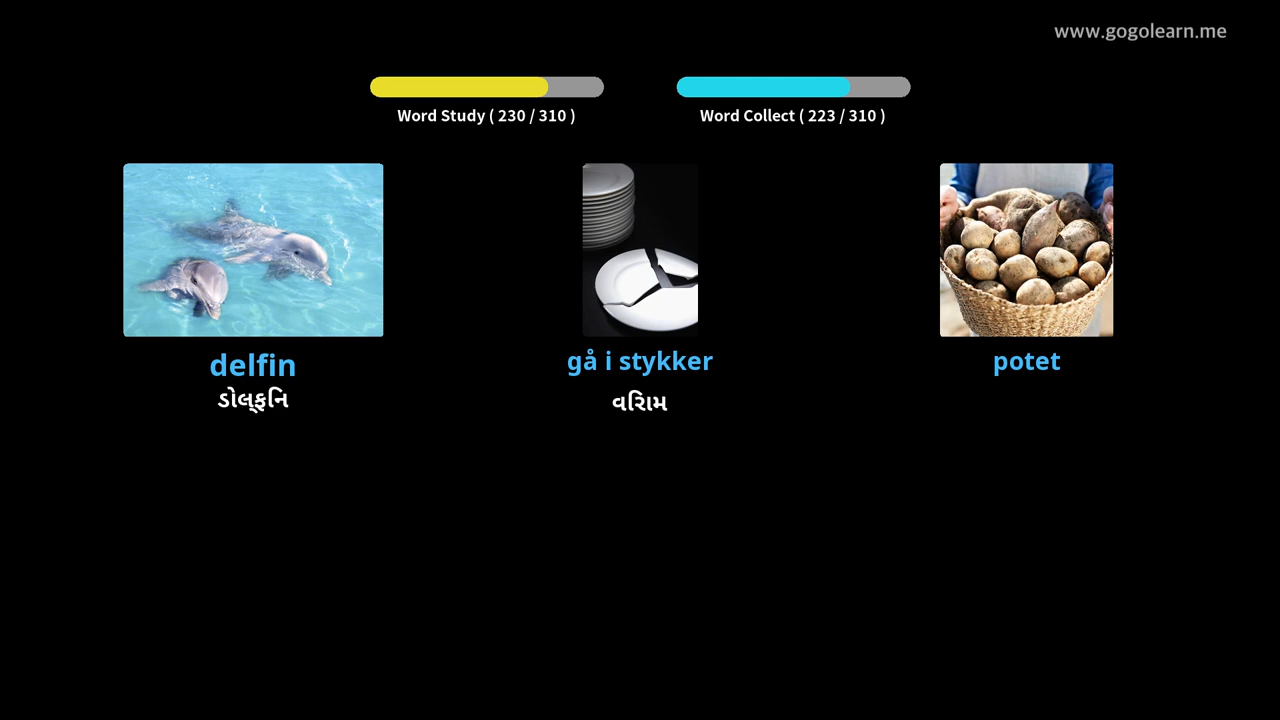 www.gogolearn.me
Word Study ( 230 / 310 )
Word Collect ( 223 / 310 )
delfin
gå i stykker
potet
ડોલ્ફિન
વિરામ